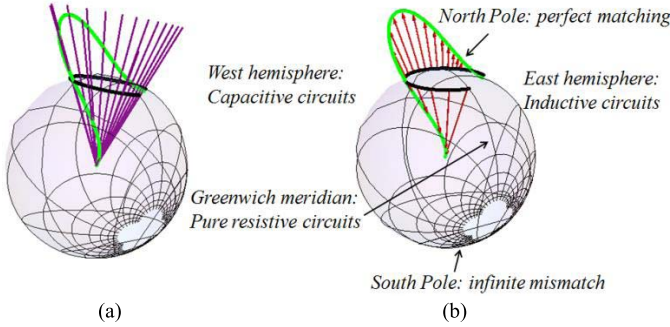 North Pole: perfect matching
West hemisphere:
Capacitive circuits
East hemisphere:
Inductive circuits
Greenwich meridian:
Pure resistive circuits
South Pole: infinite mismatch
(a)
(b)